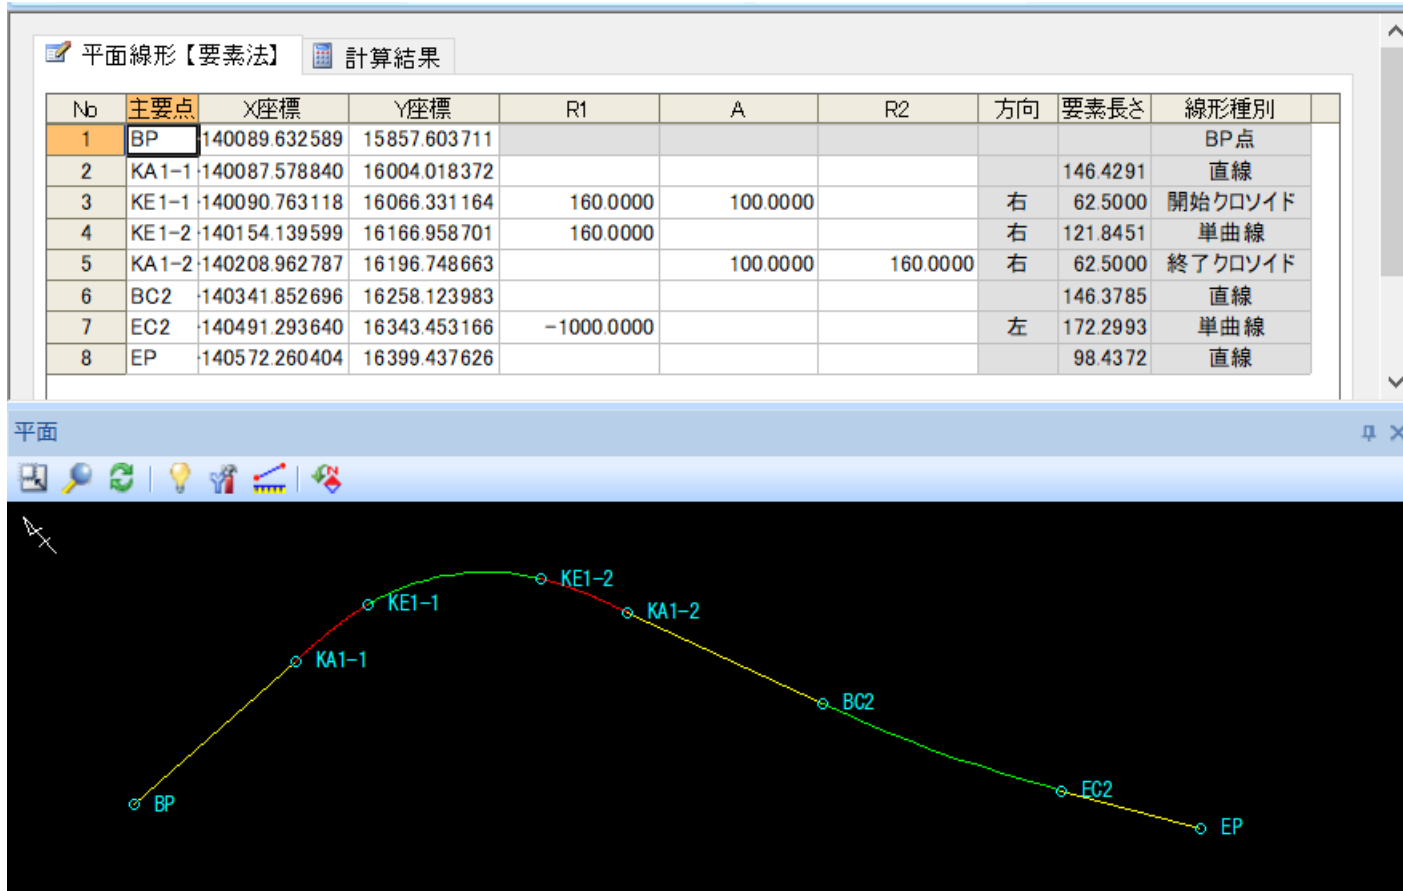 平面線形【要素法】 計算結果
No 主要点 X座標 Y座標 R1 A R2 方向 要素長さ 線形種別
1 BP 140089.632589 15857.603711 BP点
2 KA1-1 -140087.578840 16004.018372 146.4291 直線
3 KE1-1 -140090.763118 16066.331164 160.0000 100.0000 右 62.5000 開始クロソイド
4 KE1-2 -140154.139599 16166.958701 160.0000 右 121.8451 単曲線
5 KA1-2 -140208.962787 16196.748663 100.0000 160.0000 右 62.5000 終了クロソイド
6 BC2 -140341.852696 16258.123983 146.3785 直線
7 EC2 -140491.293640 16343.453166 -1000.0000 左 172.2993 単曲線
8 EP -140572.260404 16399.437626 98.4372 直線
平面
KE1-2
KE1-1
KA1-2
KA1-1
BC2
EC2
BP
EP